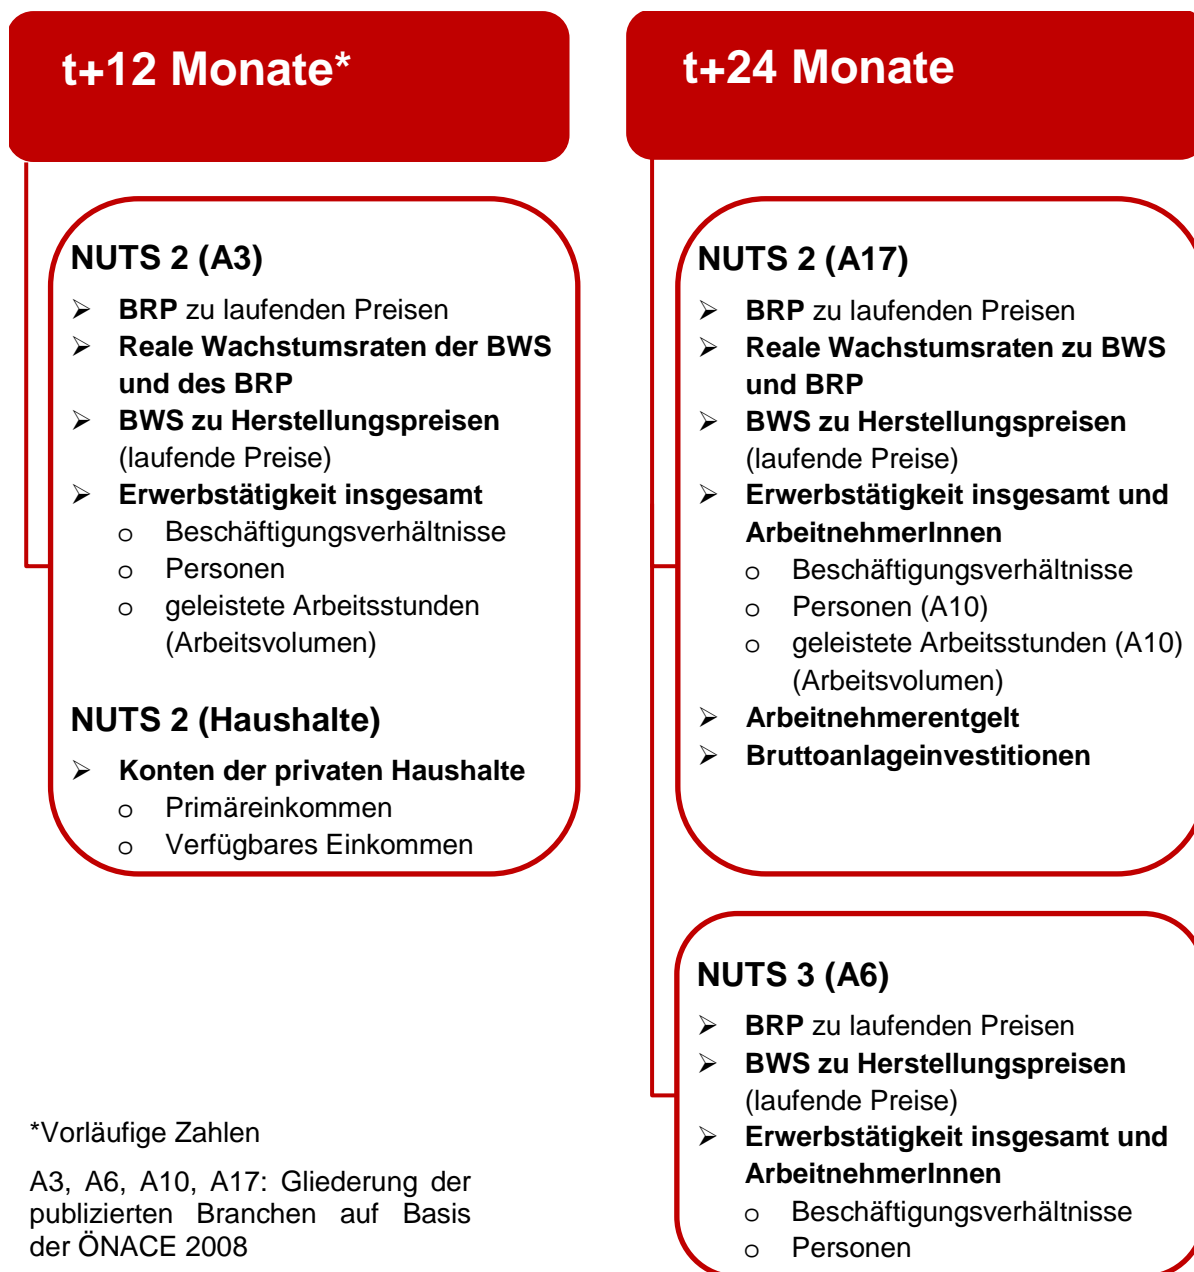 t+12 Monate*
NUTS 2 (A3)
➢ BRP zu laufenden Preisen
➢ Reale Wachstumsraten der BWS
und des BRP
➢ BWS zu Herstellungspreisen
(laufende Preise)
➢ Erwerbstätigkeit insgesamt
o Beschäftigungsverhältnisse
o Personen
o geleistete Arbeitsstunden
(Arbeitsvolumen)
NUTS 2 (Haushalte)
➢ Konten der privaten Haushalte
o Primäreinkommen
o Verfügbares Einkommen
*Vorläufige Zahlen
A3, A6, A10, A17: Gliederung der
publizierten Branchen auf Basis
der ÖNACE 2008
t+24 Monate
NUTS 2 (A17)
➢ BRP zu laufenden Preisen
➢ Reale Wachstumsraten zu BWS
und BRP
➢ BWS zu Herstellungspreisen
(laufende Preise)
➢ Erwerbstätigkeit insgesamt und
ArbeitnehmerInnen
o Beschäftigungsverhältnisse
o Personen (A10)
o geleistete Arbeitsstunden (A10)
(Arbeitsvolumen)
➢ Arbeitnehmerentgelt
➢ Bruttoanlageinvestitionen
NUTS 3 (A6)
➢ BRP zu laufenden Preisen
➢ BWS zu Herstellungspreisen
(laufende Preise)
➢ Erwerbstätigkeit insgesamt und
ArbeitnehmerInnen
o Beschäftigungsverhältnisse
o Personen